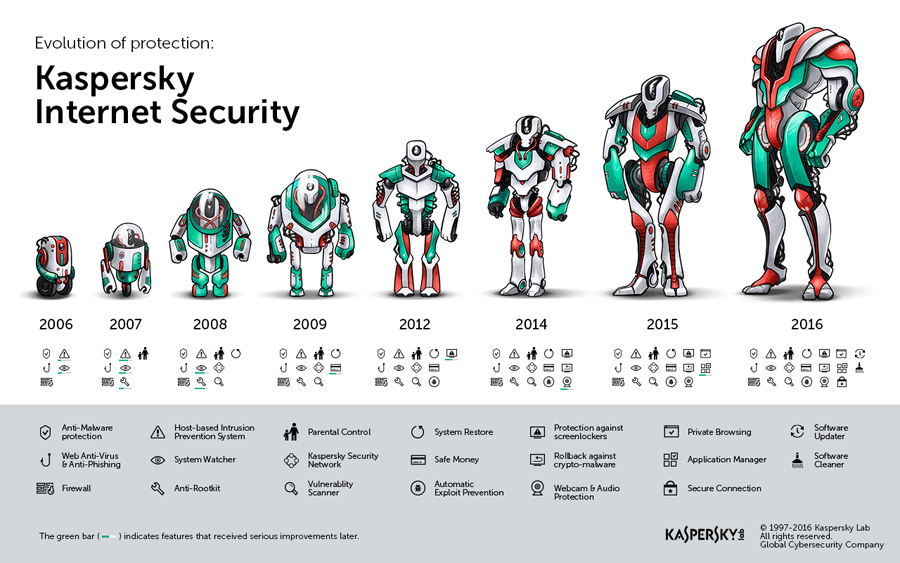 Evolution of protection:
Kaspersky
Internet Security
2006
2007
2008
2009
2012
2014
2015
2016
Anti-Malware
protection
Web Anti-Virus
& Anti-Phishing
Firewall
Host-based Intrusion
Prevention System
System Watcher
Anti-Rootkit
Parental Control
Kaspersky Security
Network
Vulnerablity
Scanner
System Restore
Safe Money
Automatic
Exploit Prevention
Protection against
screenlockers
Rollback against
crypto-malware
Webcam & Audio
Protection
Private Browsing
Application Manager
Secure Connection
Software
Updater
Software
Cleaner
The green bar ( ) indicates features that received serious improvements later.
KASPERSKY LAB
© 1997-2016 Kaspersky Lab
All rights reserved.
Global Cybersecurity Company